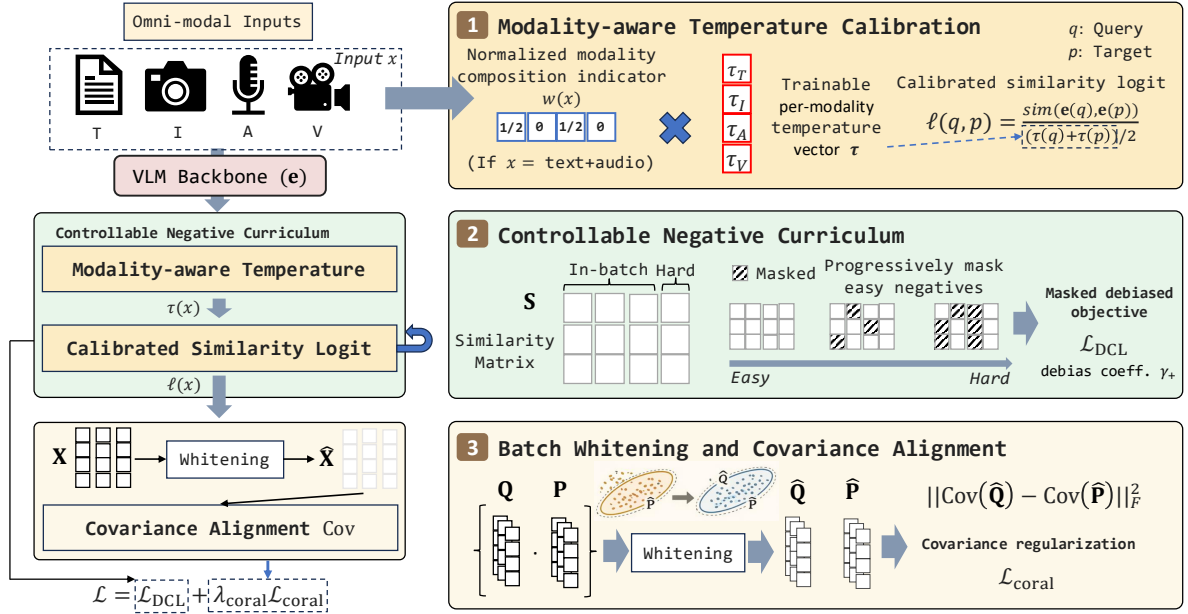 Omni-modal Inputs
Input x
T I A V
VLM Backbone (e)
Controllable Negative Curriculum
Modality-aware Temperature
τ(x)
Calibrated Similarity Logit
ℓ(x)
X Whitening X̂
Covariance Alignment Cov
ℒ = ℒ_DCL + λ_coral ℒ_coral
1 Modality-aware Temperature Calibration
q: Query
p: Target
Normalized modality
composition indicator
w(x)
1/2 0 1/2 0
(If x = text+audio)
τ_T
τ_I
τ_A
τ_V
Trainable
per-modality
temperature
vector τ
Calibrated similarity logit
ℓ(q,p) = sim(e(q),e(p)) / (τ(q)+τ(p))/2
2 Controllable Negative Curriculum
In-batch Hard
S
Similarity
Matrix
Masked
Progressively mask
easy negatives
Easy Hard
Masked debiased
objective
ℒ_DCL
debias coeff. γ₊
3 Batch Whitening and Covariance Alignment
Q P
P̂
Q̂
P̂
Whitening
Q̂ P̂
||Cov(Q̂) − Cov(P̂)||²_F
Covariance regularization
ℒ_coral